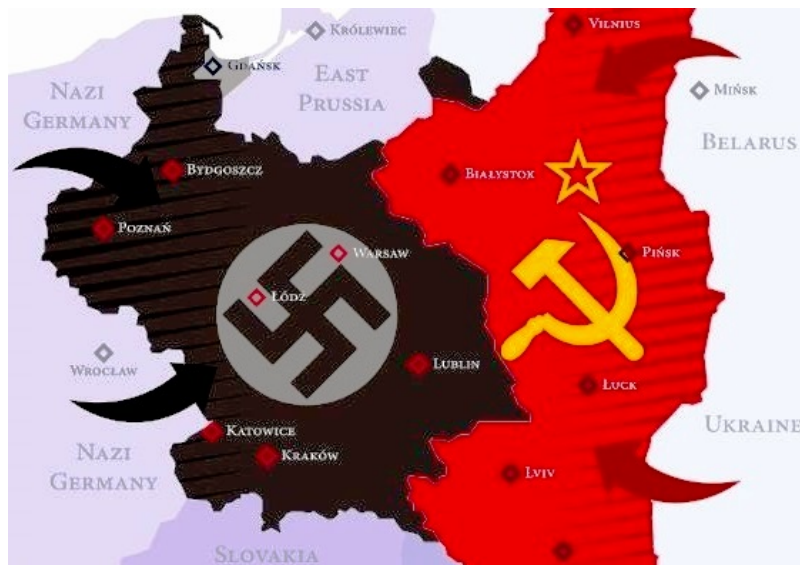 VILNIUS
KRÓLEWIEC
GDAŃSK
EAST
PRUSSIA
NAZI
GERMANY
MIŃSK
BELARUS
BYDGOSZCZ
BIAŁYSTOK
POZNAŃ
WARSAW
PIŃSK
ŁÓDŹ
WROCŁAW
LUBLIN
ŁUCK
UKRAINE
KATOWICE
KRAKÓW
NAZI
GERMANY
LVIV
SLOVAKIA